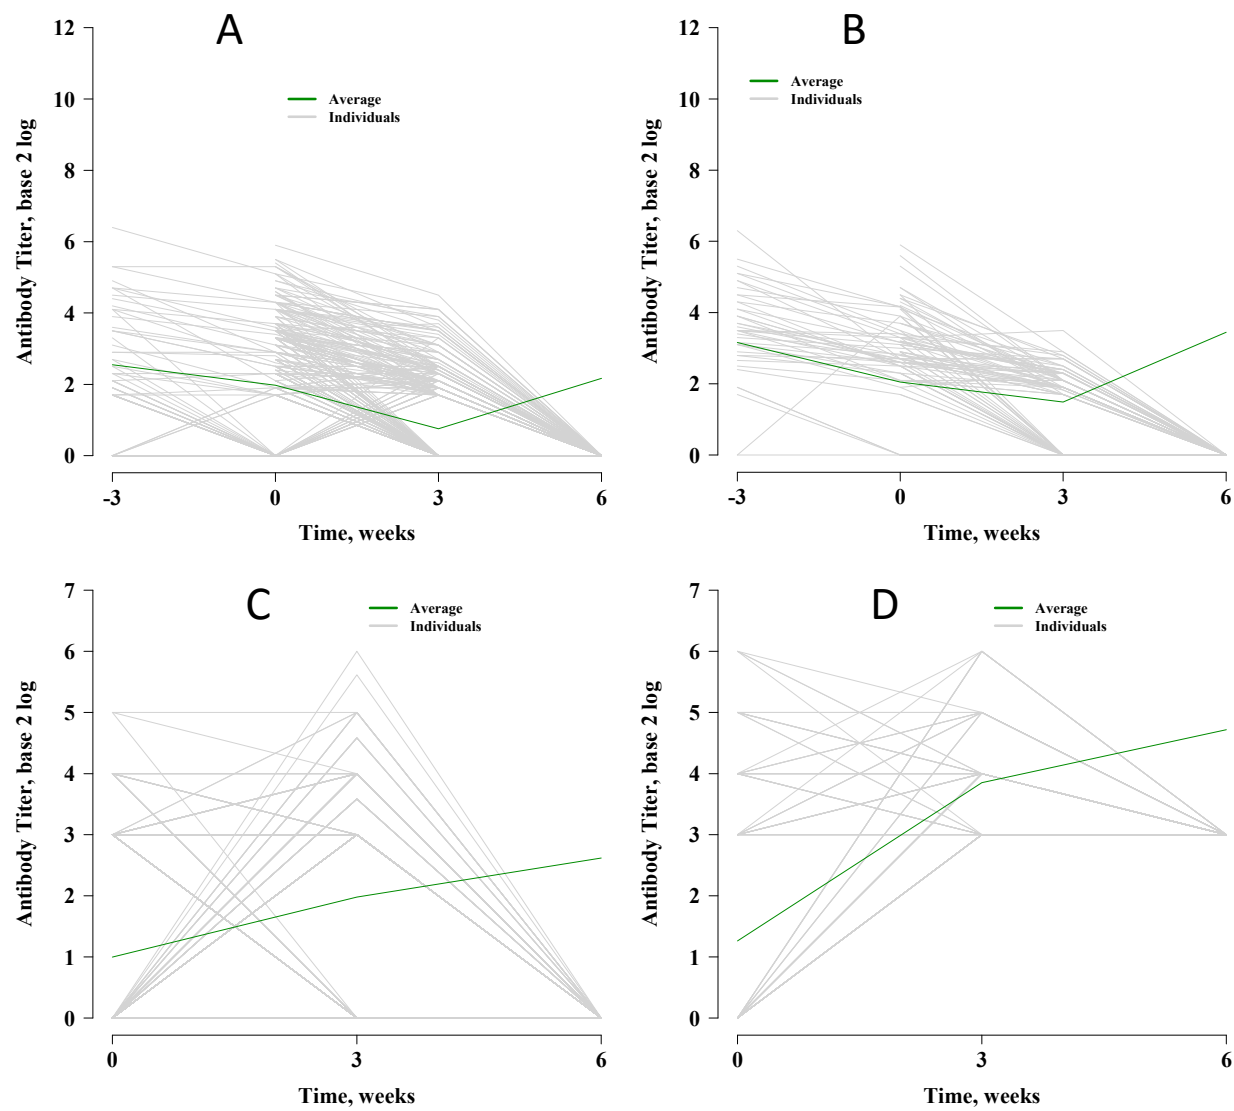 A
12
10
8
6
4
2
0
Antibody Titer, base 2 log
Average
Individuals
-3 0 3 6
Time, weeks
B
12
10
8
6
4
2
0
Antibody Titer, base 2 log
Average
Individuals
-3 0 3 6
Time, weeks
C
7
6
5
4
3
2
1
0
Antibody Titer, base 2 log
Average
Individuals
0 3 6
Time, weeks
D
7
6
5
4
3
2
1
0
Antibody Titer, base 2 log
Average
Individuals
0 3 6
Time, weeks